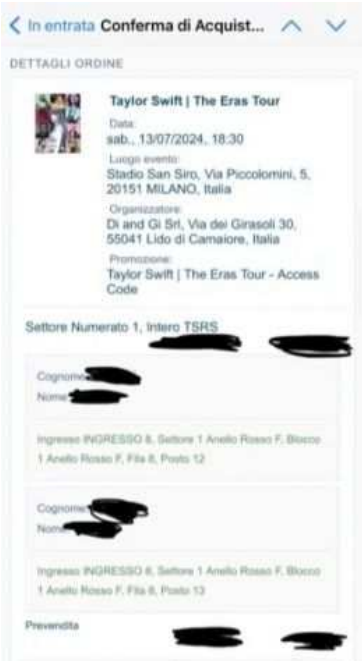 In entrata Conferma di Acquist...
DETTAGLI ORDINE
Taylor Swift | The Eras Tour
Data:
sab., 13/07/2024, 18:30
Luogo evento:
Stadio San Siro, Via Piccolomini, 5,
20151 MILANO, Italia
Organizzatore:
Di and Gi Srl, Via dei Girasoli 30,
55041 Lido di Camaiore, Italia
Promozione:
Taylor Swift | The Eras Tour - Access
Code
Settore Numerato 1, Intero TSRS
Cognome
Nome
Ingresso INGRESSO 8, Settore 1 Anello Rosso F, Blocco
1 Anello Rosso F, Fila 8, Posto 12
Cognome
Nome
Ingresso INGRESSO 8, Settore 1 Anello Rosso F, Blocco
1 Anello Rosso F, Fila 8, Posto 13
Prevendita